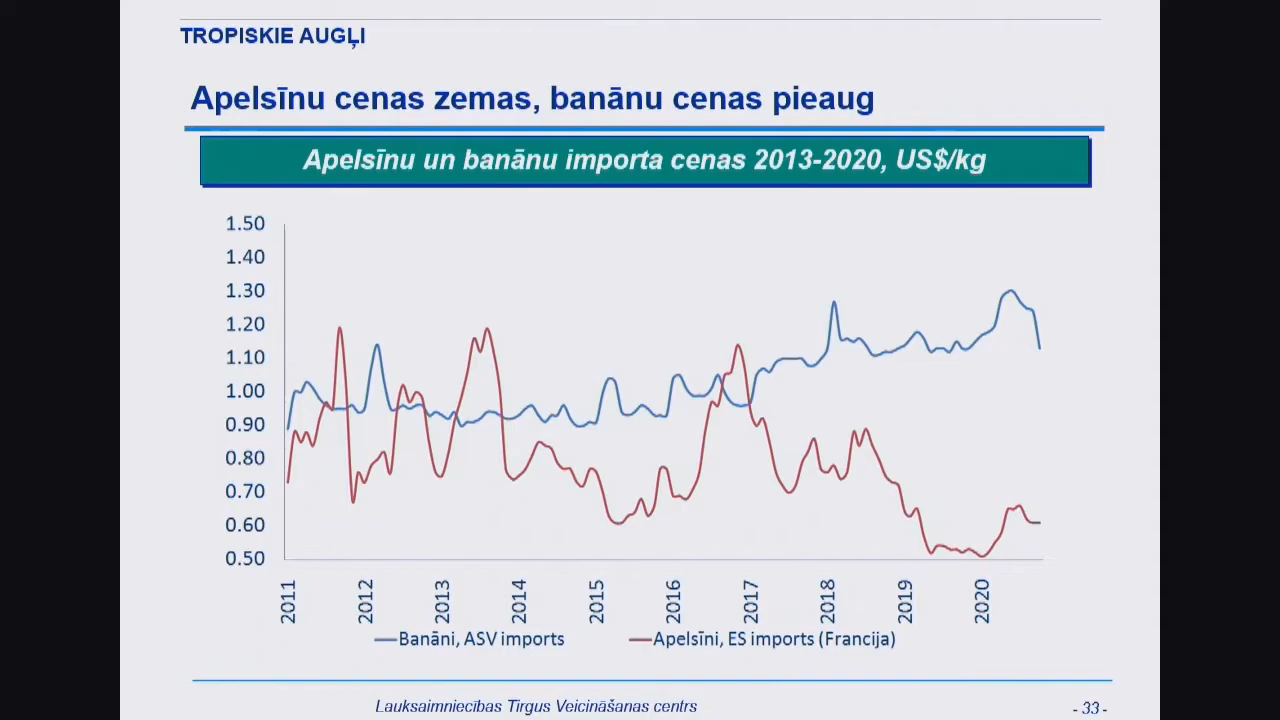 TROPISKIE AUGĻI
Apelsīnu cenas zemas, banānu cenas pieaug
Apelsīnu un banānu importa cenas 2013-2020, US$/kg
1.50
1.40
1.30
1.20
1.10
1.00
0.90
0.80
0.70
0.60
0.50
2011 2012 2013 2014 2015 2016 2017 2018 2019 2020
Banāni, ASV imports Apelsīni, ES imports (Francija)
Lauksaimniecības Tirgus Veicināšanas centrs - 33 -